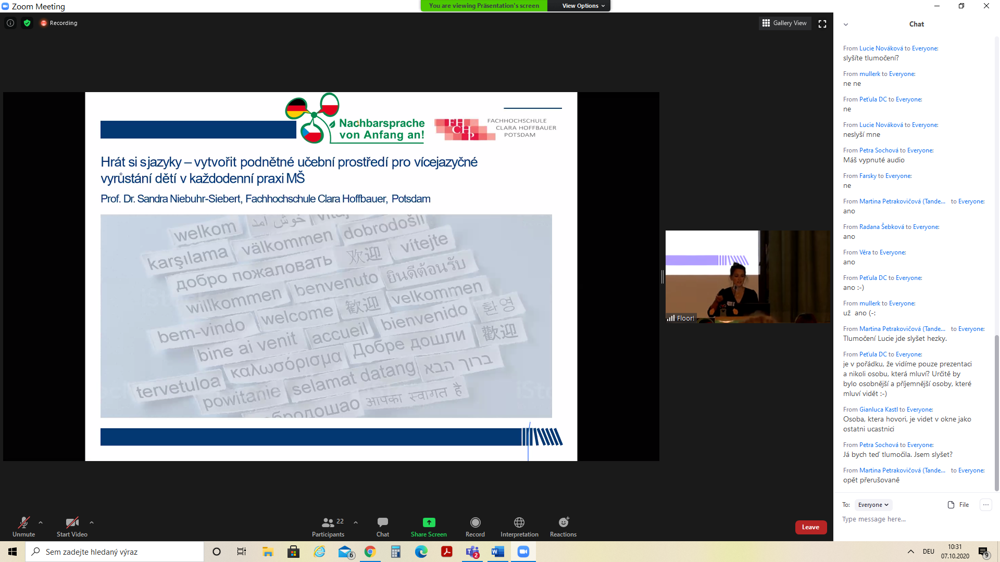 Zoom Meeting
You are viewing Präsentation's screen
View Options
Recording
Gallery View
Nachbarsprache
von Anfang an!
FHCHP
FACHHOCHSCHULE
CLARA HOFFBAUER
POTSDAM
Hrát si s jazyky – vytvořit podnětné učební prostředí pro vícejazyčné
vyrůstání dětí v každodenní praxi MŠ
Prof. Dr. Sandra Niebuhr-Siebert, Fachhochschule Clara Hoffbauer, Potsdam
welkom
خوش آمد
karşılama
välkommen
dobrodošli
добро пожаловать
欢迎
vítejte
willkommen
benvenuto
ยินดีต้อนรับ
bem-vindo
welcome
歡迎
velkommen
bine ai venit
accueil
bienvenido
환영
tervetuloa
καλωσόρισμα
Добре дошли
歡迎
powitanie
selamat datang
ברוך הבא
आपका स्वागत है
Floor!
Chat
From Lucie Nováková to Everyone:
slyšíte tlumočení?
From mullerk to Everyone:
ne ne
From Peťula DC to Everyone:
ne
From Lucie Nováková to Everyone:
neslyší mne
From Petra Sochová to Everyone:
Máš vypnuté audio
From Farsky to Everyone:
ne
From Martina Petrakovičová (Tande... to Everyone:
ano
From Radana Šebková to Everyone:
ano
From Věra to Everyone:
ano
From Peťula DC to Everyone:
ano :-)
From mullerk to Everyone:
už ano (-:
From Martina Petrakovičová (Tande... to Everyone:
Tlumočení Lucie jde slyšet hezky.
From Peťula DC to Everyone:
je v pořádku, že vidíme pouze prezentaci
a nikoli osobu, která mluví? Určitě by
bylo osobnější a příjemnější osoby, které
mluví vidět :-)
From Gianluca Kastl to Everyone:
Osoba, ktera hovori, je videt v okne jako
ostatni ucastnici
From Petra Sochová to Everyone:
Já bych teď tlumočila. Jsem slyšet?
From Martina Petrakovičová (Tande... to Everyone:
opět přerušovaně
To: Everyone
File
Type message here...
Unmute
Start Video
22
Participants
Chat
Share Screen
Record
Interpretation
Reactions
Leave
Sem zadejte hledaný výraz
6
2
DEU
10:31
07.10.2020
9